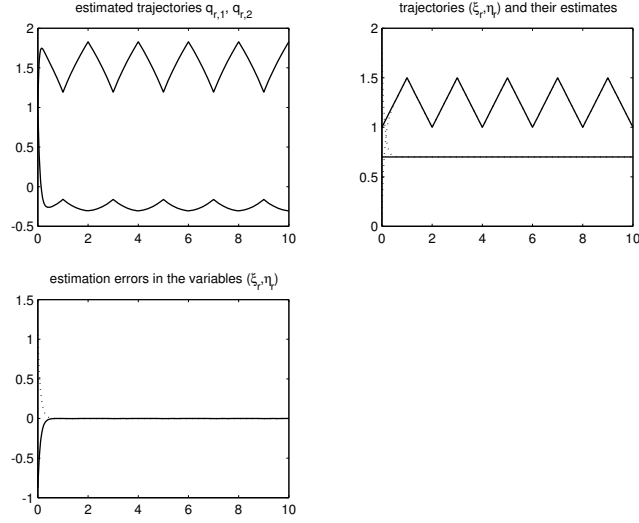 estimated trajectories q_{r,1}, q_{r,2}
2
1.5
1
0.5
0
-0.5
0 2 4 6 8 10
trajectories (ξ_r,η_r) and their estimates
2
1.5
1
0.5
0
0 2 4 6 8 10
estimation errors in the variables (ξ_r,η_r)
1.5
1
0.5
0
-0.5
-1
0 2 4 6 8 10